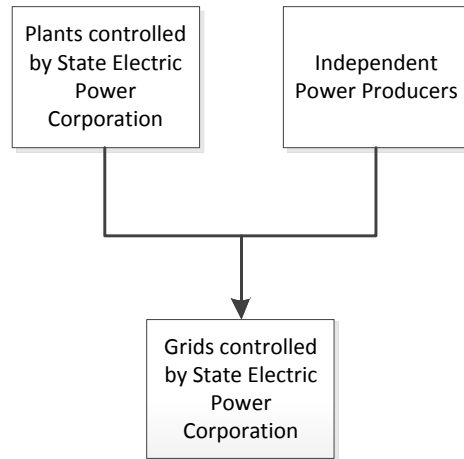 Plants controlled
by State Electric
Power
Corporation
Independent
Power Producers
Grids controlled
by State Electric
Power
Corporation